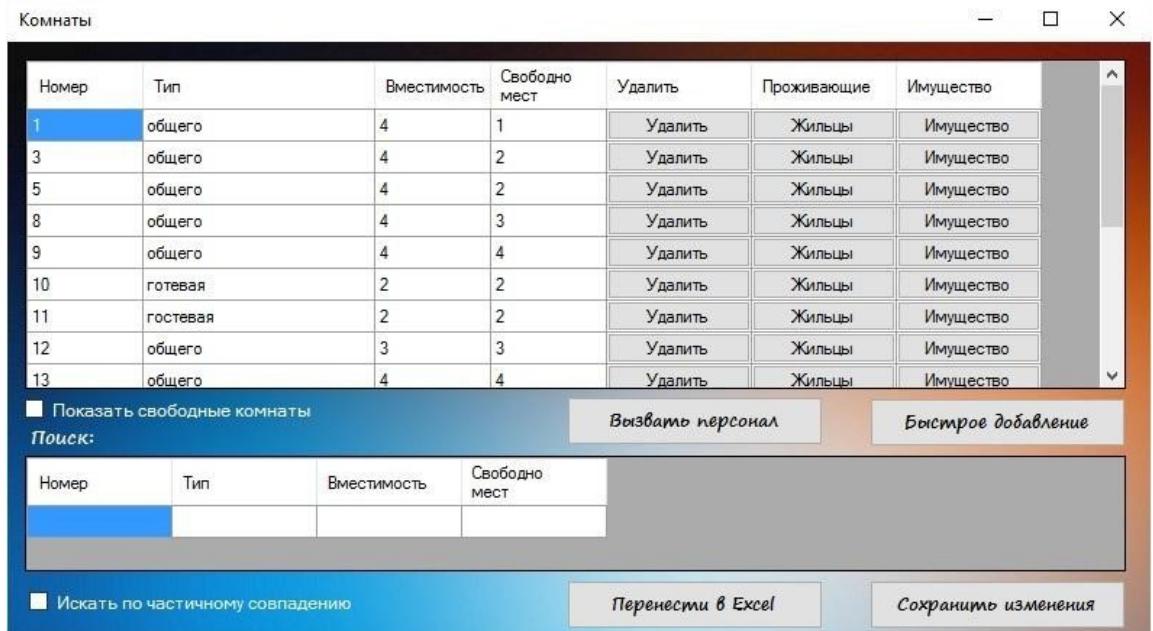 Комнаты
Номер Тип Вместимость Свободно мест Удалить Проживающие Имущество
1 общего 4 1 Удалить Жильцы Имущество
3 общего 4 2 Удалить Жильцы Имущество
5 общего 4 2 Удалить Жильцы Имущество
8 общего 4 3 Удалить Жильцы Имущество
9 общего 4 4 Удалить Жильцы Имущество
10 готевая 2 2 Удалить Жильцы Имущество
11 гостевая 2 2 Удалить Жильцы Имущество
12 общего 3 3 Удалить Жильцы Имущество
13 общего 4 4 Удалить Жильцы Имущество
Показать свободные комнаты Вызвать персонал Быстрое добавление
Поиск:
Номер Тип Вместимость Свободно мест
Искать по частичному совпадению Перенести в Excel Сохранить изменения